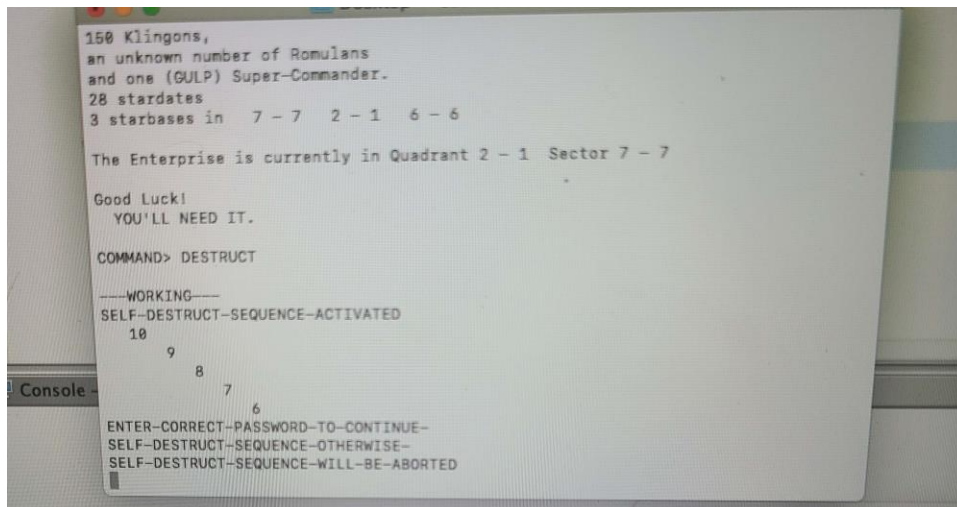 150 Klingons,
an unknown number of Romulans
and one (GULP) Super-Commander.
28 stardates
3 starbases in 7 - 7 2 - 1 6 - 6
The Enterprise is currently in Quadrant 2 - 1 Sector 7 - 7
Good Luck!
YOU'LL NEED IT.
COMMAND> DESTRUCT
---WORKING---
SELF-DESTRUCT-SEQUENCE-ACTIVATED
10
9
8
7
6
ENTER-CORRECT-PASSWORD-TO-CONTINUE-
SELF-DESTRUCT-SEQUENCE-OTHERWISE-
SELF-DESTRUCT-SEQUENCE-WILL-BE-ABORTED
Console -